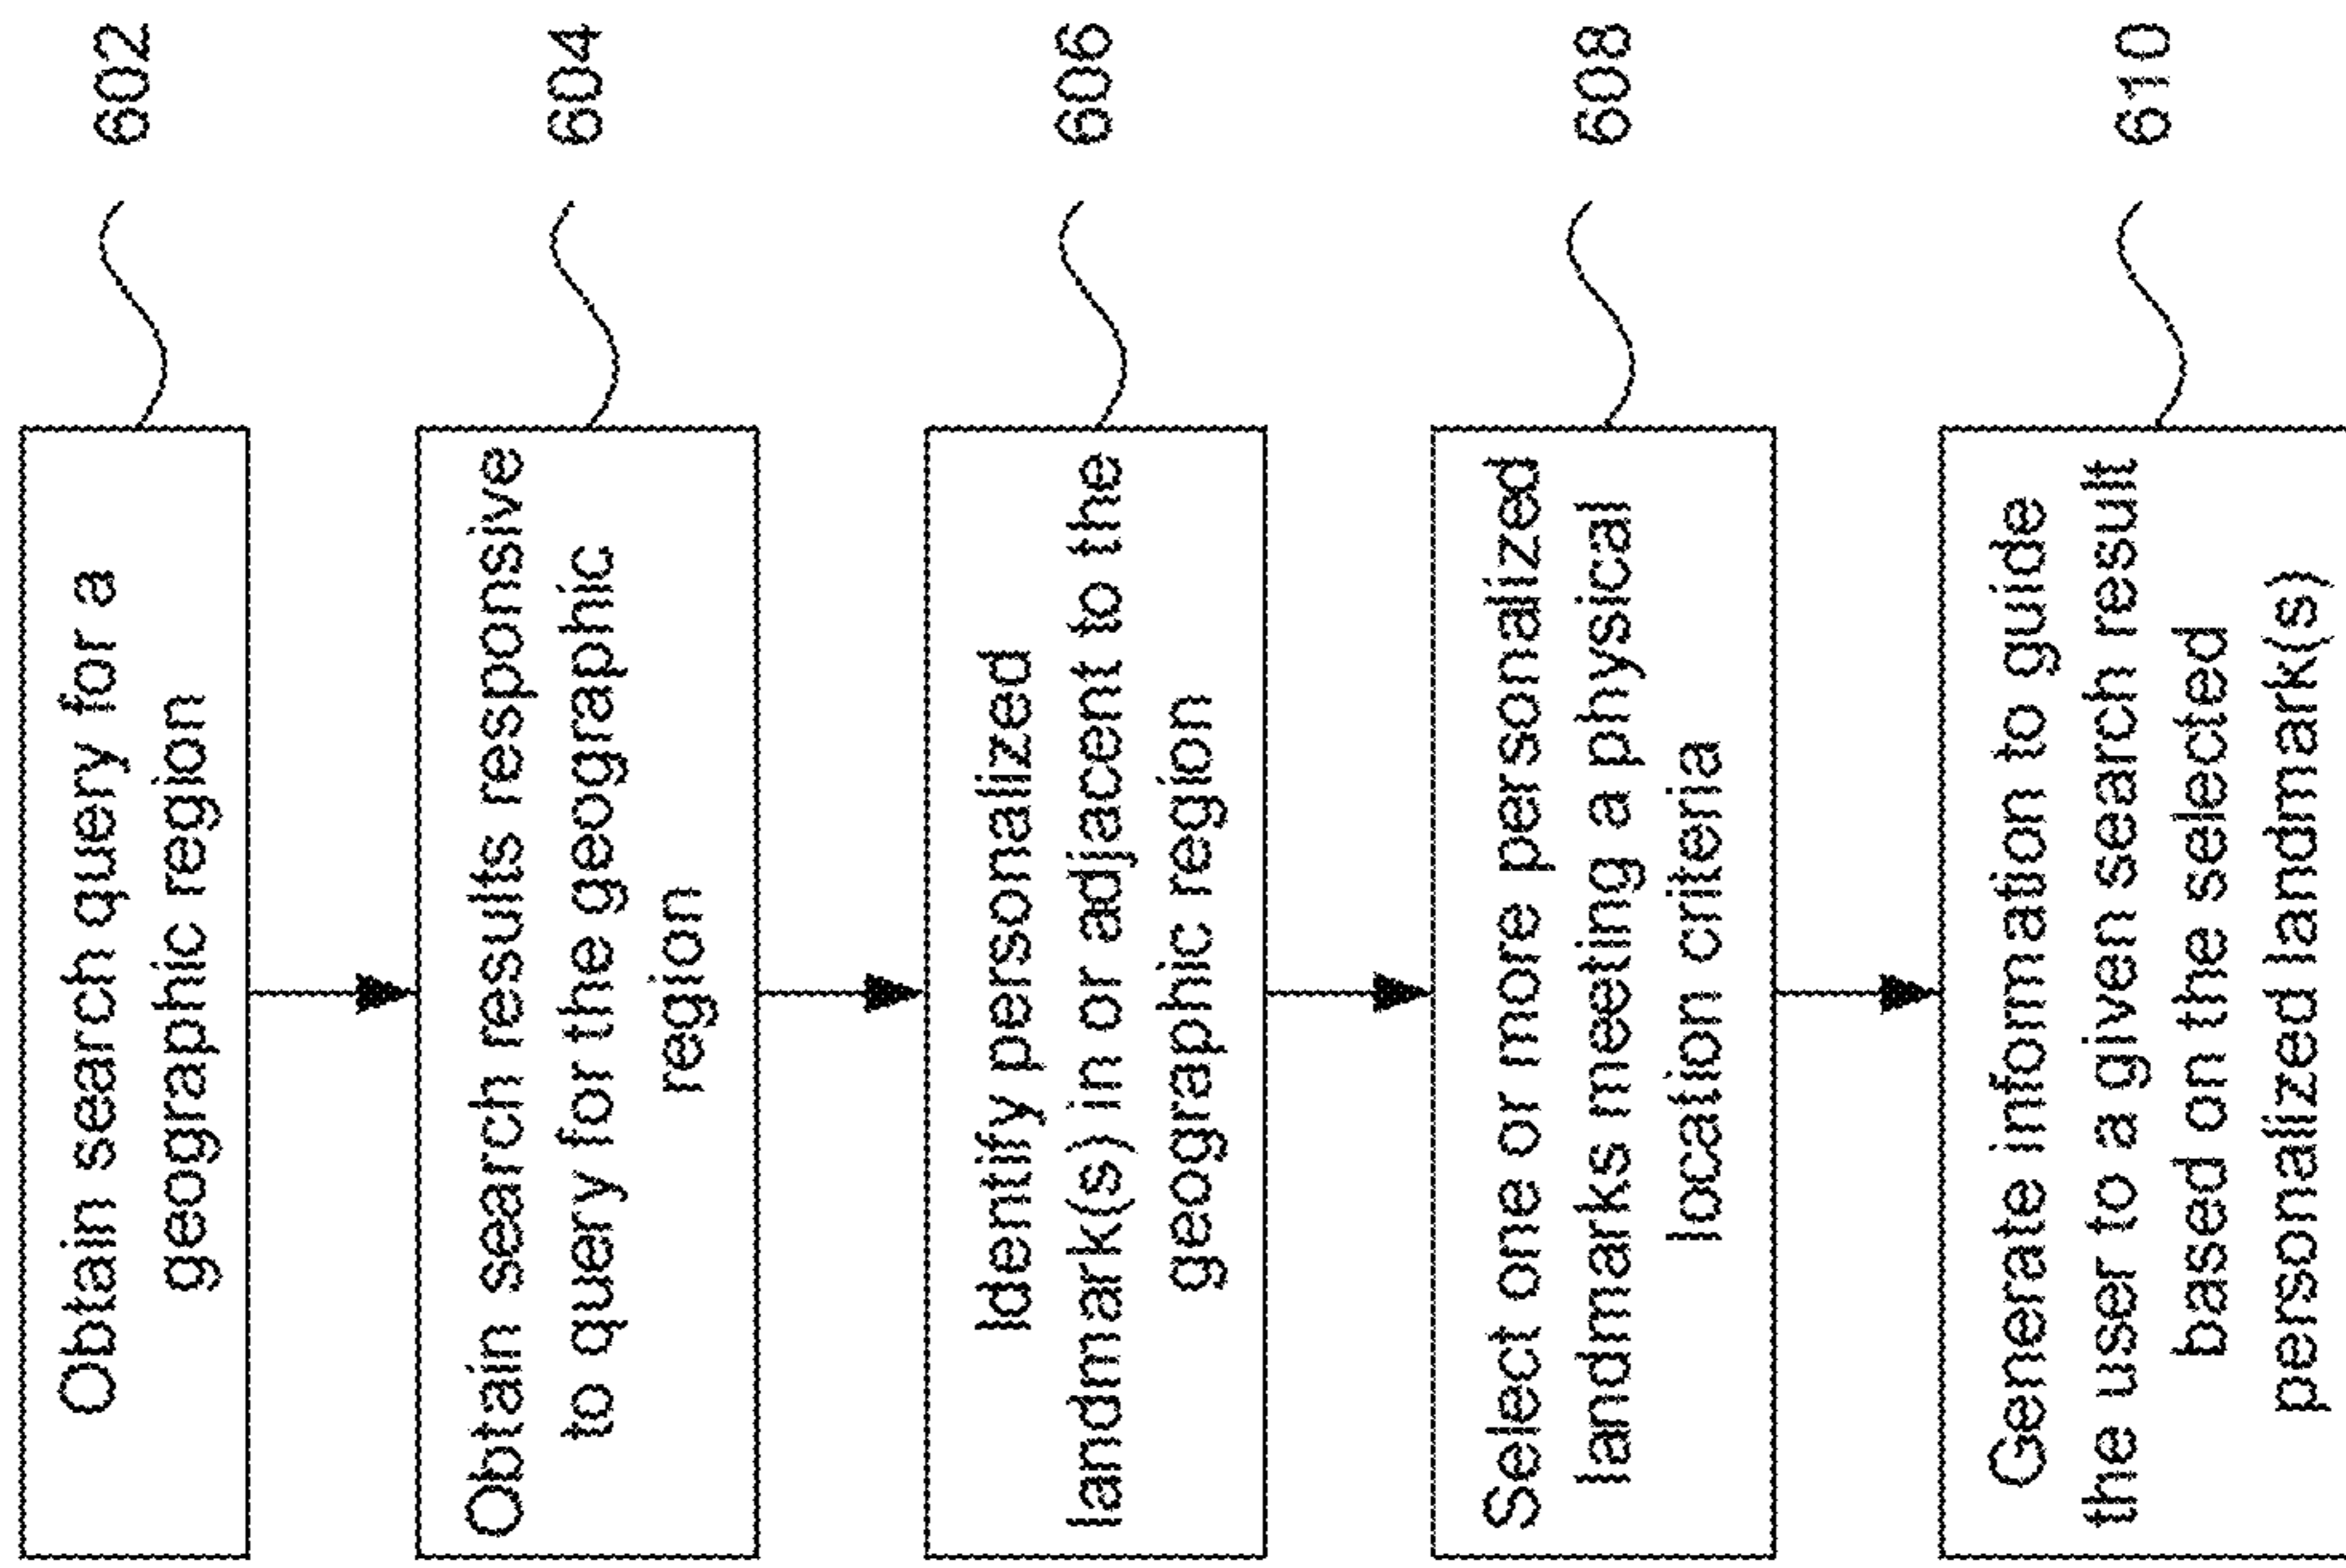 Obtain search query for a
geographic region
602
Obtain search results responsive
to query for the geographic
region
604
Identify personalized
landmark(s) in or adjacent to the
geographic region
606
Select one or more personalized
landmarks meeting a physical
location criteria
608
Generate information to guide
the user to a given search result
based on the selected
personalized landmark(s)
610